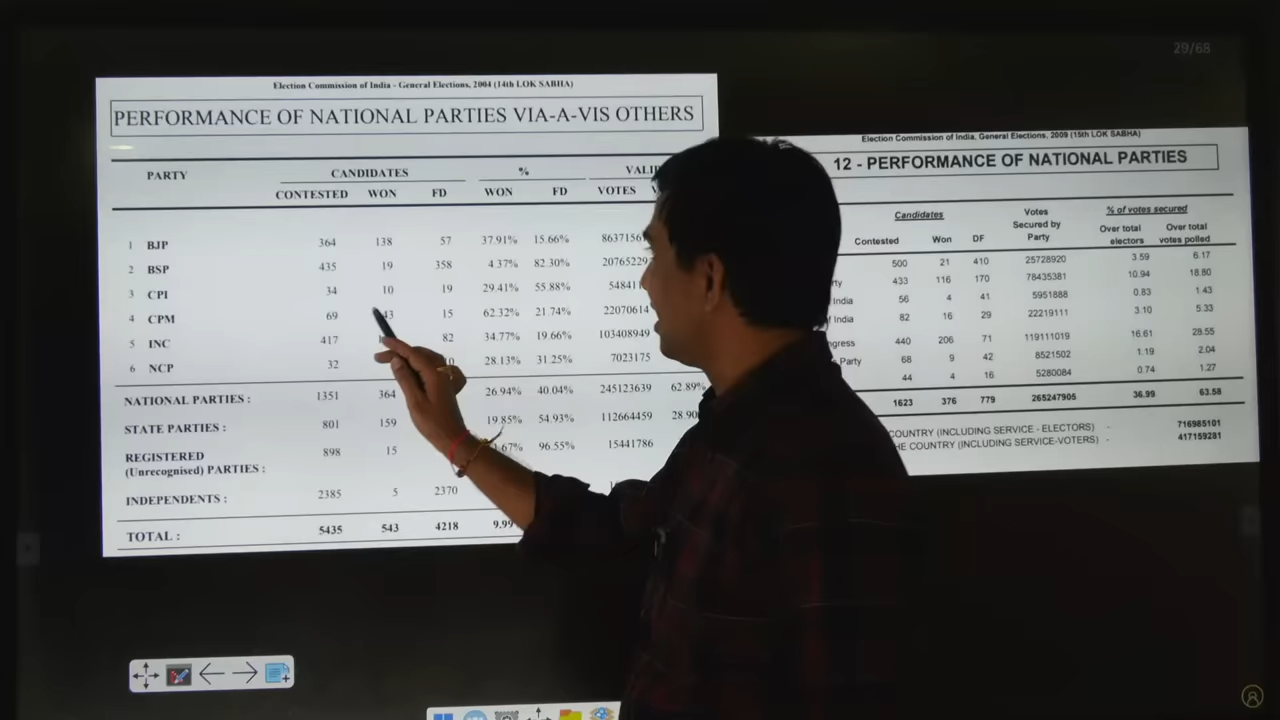 29/68
Election Commission of India - General Elections, 2004 (14th LOK SABHA)
PERFORMANCE OF NATIONAL PARTIES VIA-A-VIS OTHERS
PARTY CANDIDATES % VALI
CONTESTED WON FD WON FD VOTES
1 BJP 364 138 57 37.91% 15.66%
2 BSP 435 19 358 4.37% 82.30% 20765229
3 CPI 34 10 19 29.41% 55.88%
4 CPM 69 43 15 62.32% 21.74% 22070614
5 INC 417 82 34.77% 19.66% 103408949
6 NCP 32 28.13% 31.25% 7023175
NATIONAL PARTIES : 1351 364 26.94% 40.04% 245123639 62.89%
STATE PARTIES : 801 159 19.85% 54.93% 112664459
REGISTERED 898 15 96.55% 15441786
(Unrecognised) PARTIES :
INDEPENDENTS : 2385 5 2370
TOTAL : 5435 543 4218 9.99
Election Commission of India, General Elections, 2009 (15th LOK SABHA)
12 - PERFORMANCE OF NATIONAL PARTIES
Candidates Votes % of votes secured
Contested Won DF Secured by Over total Over total
Party electors votes polled
500 21 410 25728920 3.59 6.17
rty 433 116 170 78435381 10.94 18.80
India 56 4 41 5951888 0.83 1.43
f India 82 16 29 22219111 3.10 5.33
ngress 440 206 71 119111019 16.61 28.55
Party 68 9 42 8521502 1.19 2.04
44 4 16 5280084 0.74 1.27
1623 376 779 265247905 36.99 63.58
COUNTRY (INCLUDING SERVICE - ELECTORS) - 716985101
HE COUNTRY (INCLUDING SERVICE-VOTERS) - 417159281